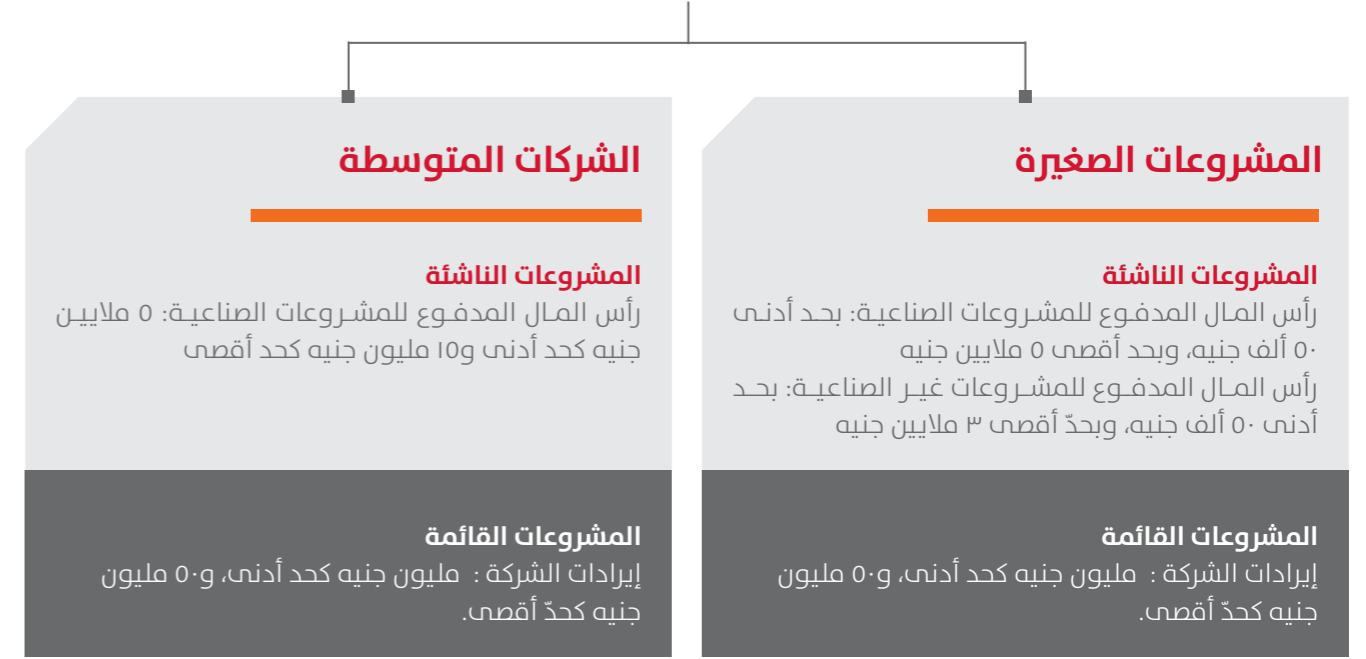 المشروعات الصغيرة
المشروعات الناشئة
رأس المال المدفوع للمشروعات الصناعية: بحد أدنى
٥٠ ألف جنيه، وبحد أقصى ٥ ملايين جنيه
رأس المال المدفوع للمشروعات غير الصناعية: بحد
أدنى ٥٠ ألف جنيه، وبحدّ أقصى ٣ ملايين جنيه
المشروعات القائمة
إيرادات الشركة : مليون جنيه كحد أدنى، و٥٠ مليون
جنيه كحدّ أقصى.
الشركات المتوسطة
المشروعات الناشئة
رأس المال المدفوع للمشروعات الصناعية: ٥ ملايين
جنيه كحد أدنى و١٥ مليون جنيه كحد أقصى
المشروعات القائمة
إيرادات الشركة : مليون جنيه كحد أدنى، و٥٠ مليون
جنيه كحدّ أقصى.